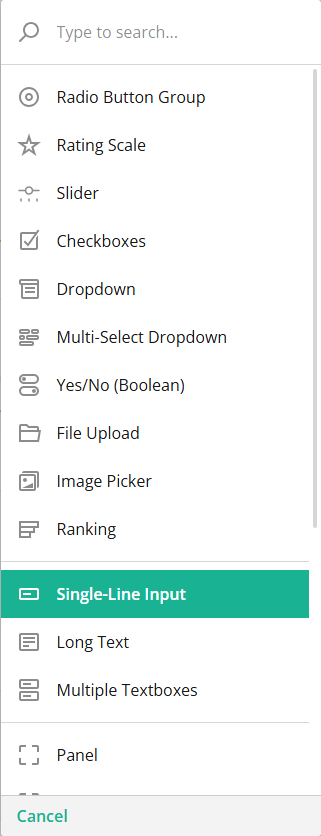 Type to search...
Radio Button Group
Rating Scale
Slider
Checkboxes
Dropdown
Multi-Select Dropdown
Yes/No (Boolean)
File Upload
Image Picker
Ranking
Single-Line Input
Long Text
Multiple Textboxes
Panel
Cancel